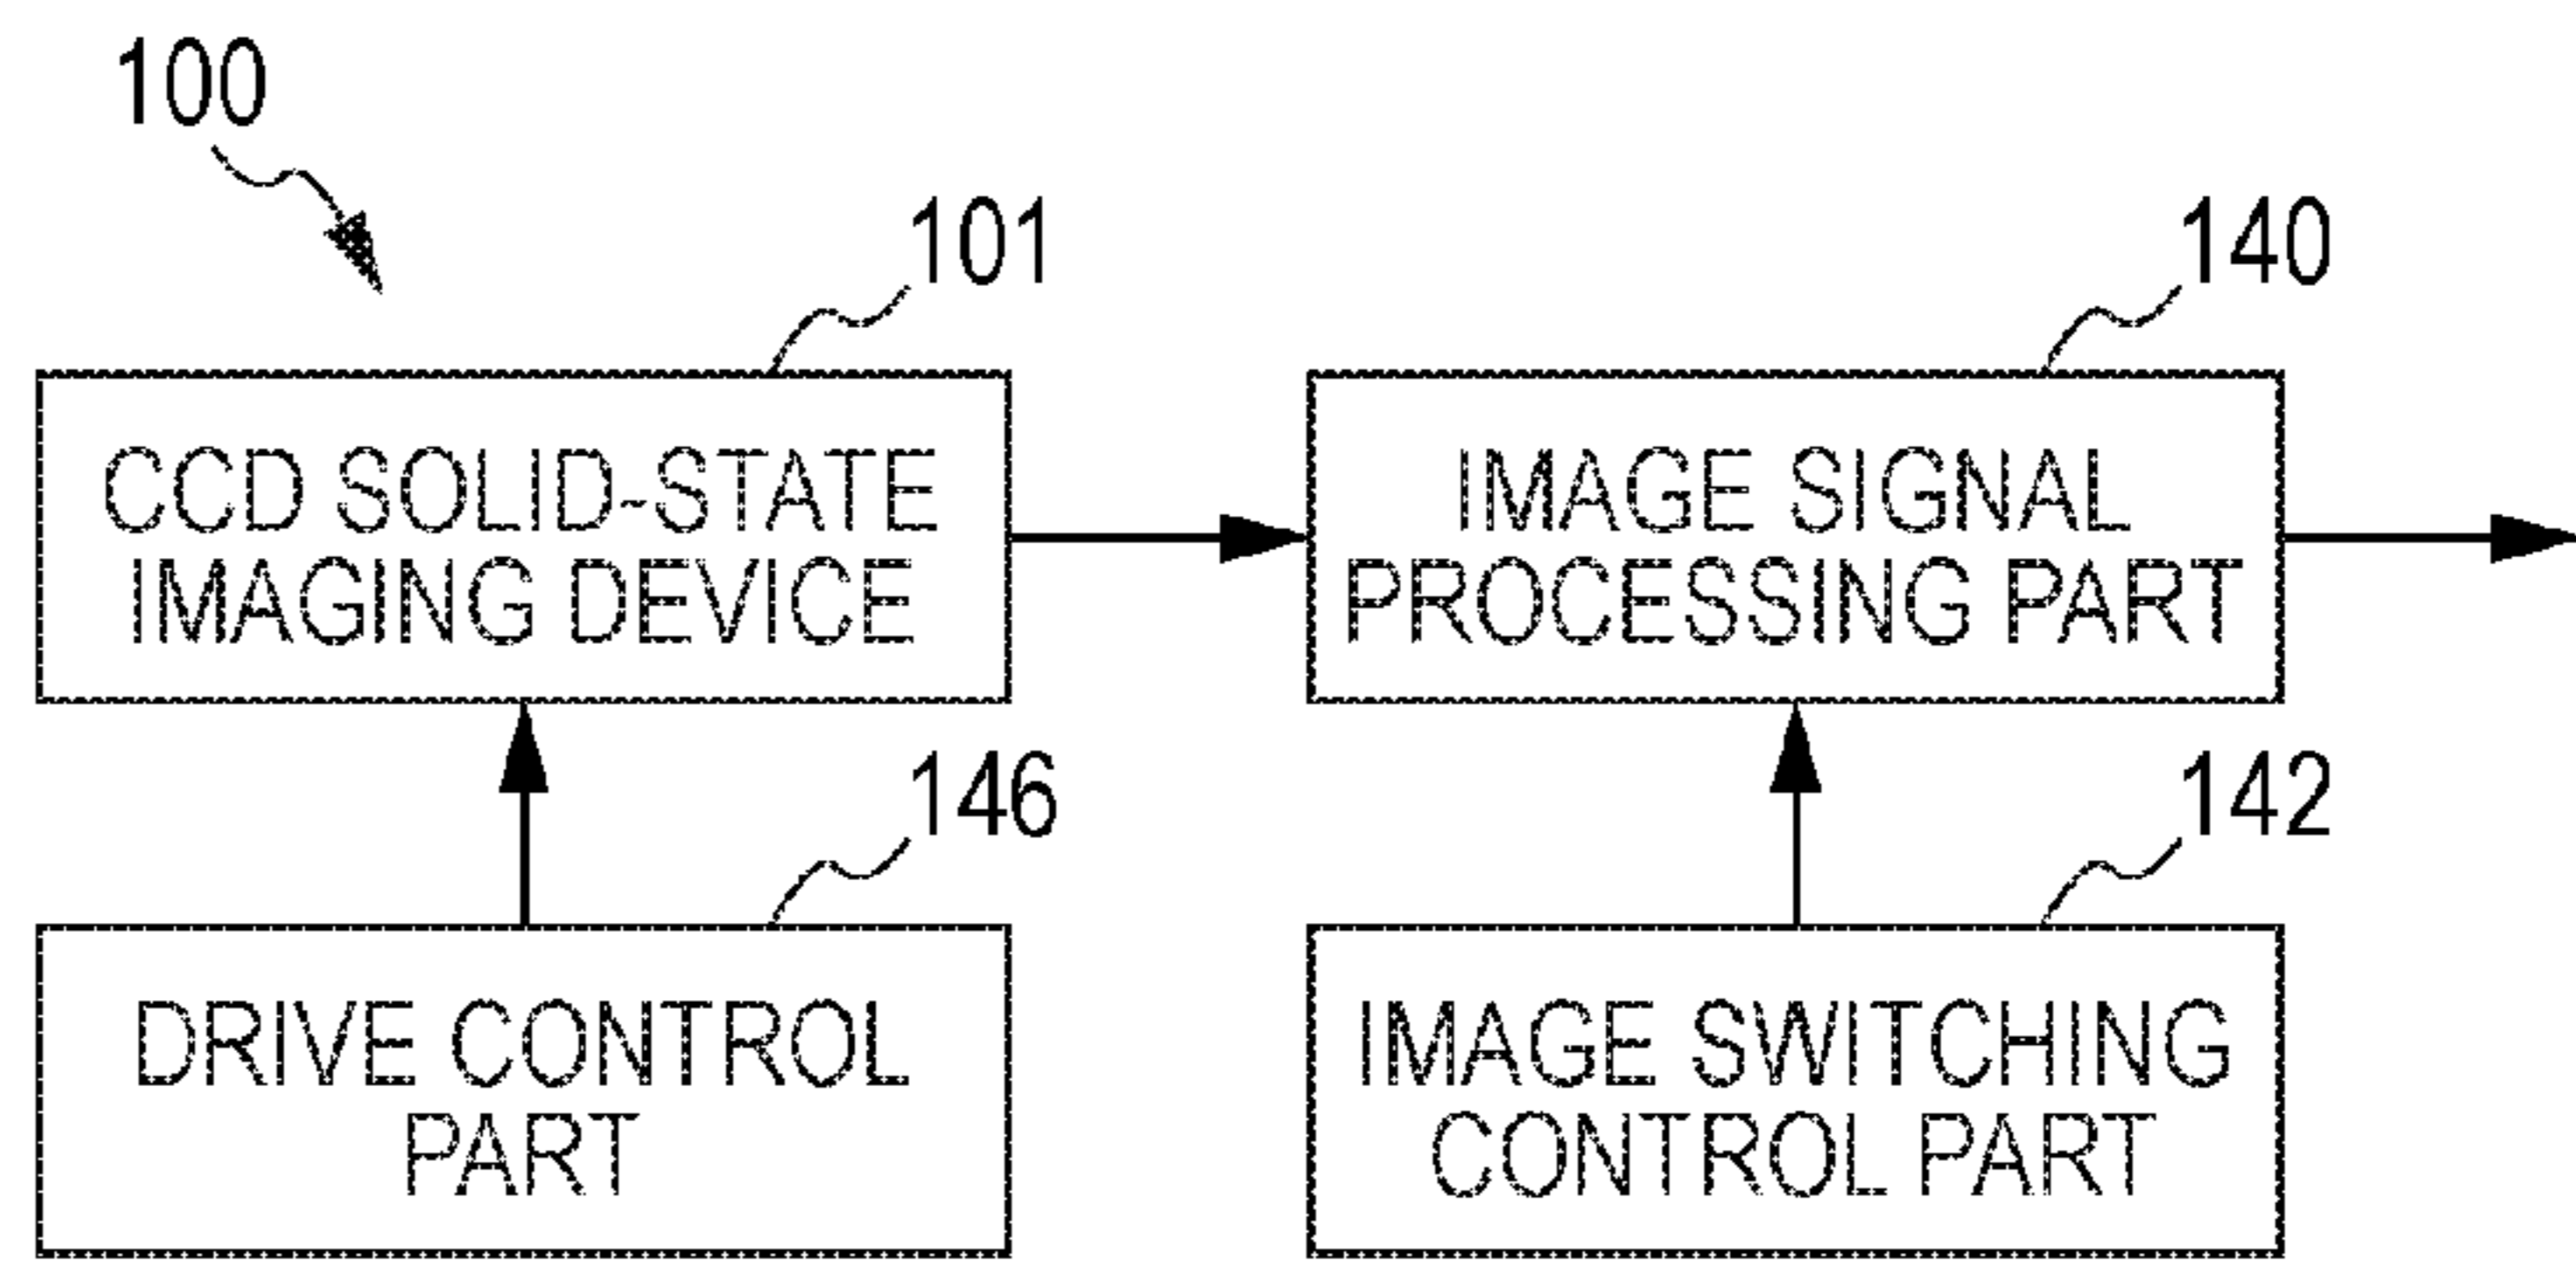 100
101
140
CCD SOLID-STATE
IMAGING DEVICE
IMAGE SIGNAL
PROCESSING PART
146
142
DRIVE CONTROL
PART
IMAGE SWITCHING
CONTROL PART